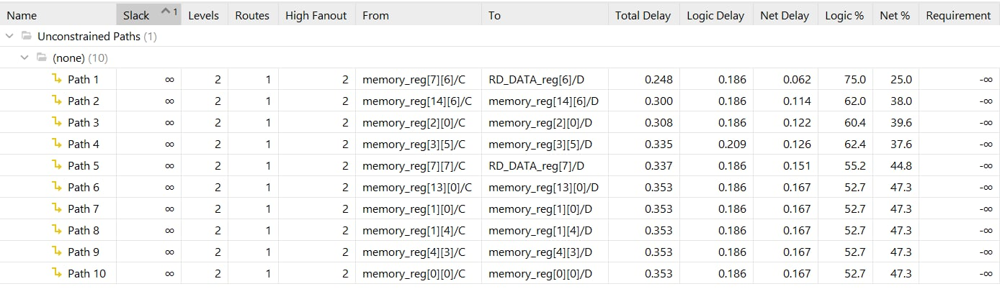 Name Slack 1 Levels Routes High Fanout From To Total Delay Logic Delay Net Delay Logic % Net % Requirement
Unconstrained Paths (1)
(none) (10)
Path 1 ∞ 2 1 2 memory_reg[7][6]/C RD_DATA_reg[6]/D 0.248 0.186 0.062 75.0 25.0 -∞
Path 2 ∞ 2 1 2 memory_reg[14][6]/C memory_reg[14][6]/D 0.300 0.186 0.114 62.0 38.0 -∞
Path 3 ∞ 2 1 2 memory_reg[2][0]/C memory_reg[2][0]/D 0.308 0.186 0.122 60.4 39.6 -∞
Path 4 ∞ 2 1 2 memory_reg[3][5]/C memory_reg[3][5]/D 0.335 0.209 0.126 62.4 37.6 -∞
Path 5 ∞ 2 1 2 memory_reg[7][7]/C RD_DATA_reg[7]/D 0.337 0.186 0.151 55.2 44.8 -∞
Path 6 ∞ 2 1 2 memory_reg[13][0]/C memory_reg[13][0]/D 0.353 0.186 0.167 52.7 47.3 -∞
Path 7 ∞ 2 1 2 memory_reg[1][0]/C memory_reg[1][0]/D 0.353 0.186 0.167 52.7 47.3 -∞
Path 8 ∞ 2 1 2 memory_reg[1][4]/C memory_reg[1][4]/D 0.353 0.186 0.167 52.7 47.3 -∞
Path 9 ∞ 2 1 2 memory_reg[4][3]/C memory_reg[4][3]/D 0.353 0.186 0.167 52.7 47.3 -∞
Path 10 ∞ 2 1 2 memory_reg[0][0]/C memory_reg[0][0]/D 0.353 0.186 0.167 52.7 47.3 -∞